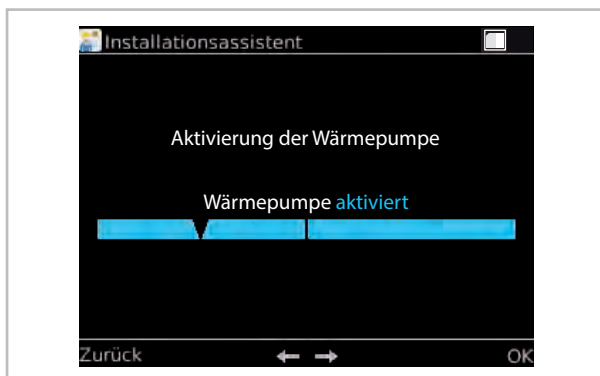 Installationsassistent
Aktivierung der Wärmepumpe
Wärmepumpe aktiviert
Zurück ← → OK